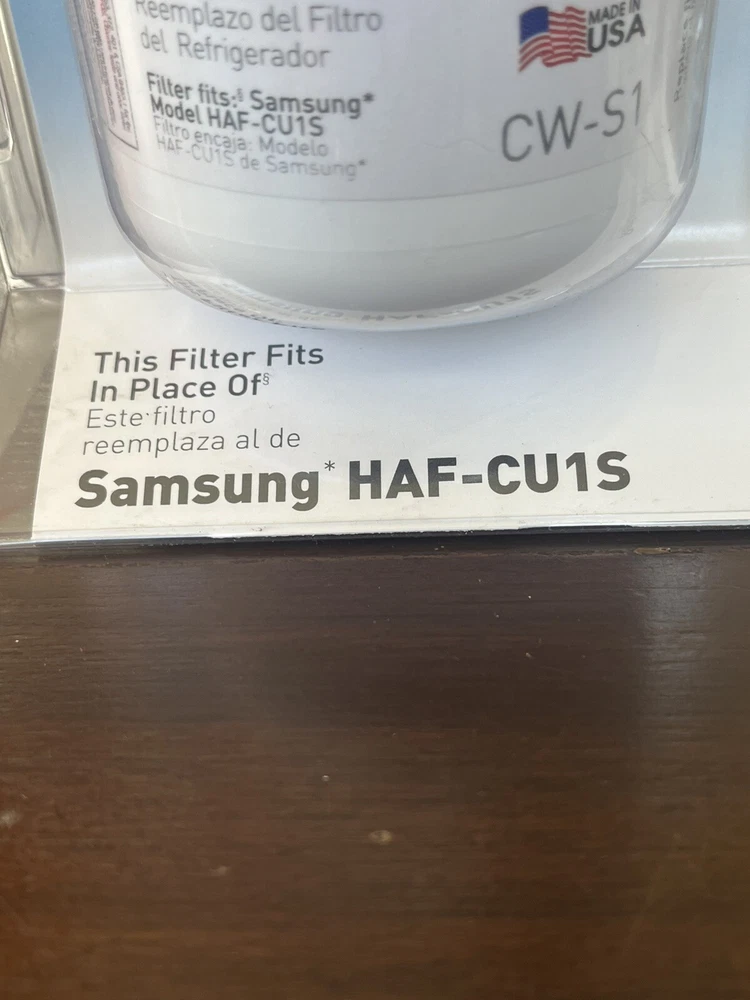 Reemplazo del Filtro
del Refrigerador
MADE IN
USA
Filter fits:§ Samsung*
Model HAF-CU1S
Filtro encaja: Modelo
HAF-CU1S de Samsung*
CW-S1
This Filter Fits
In Place Of§
Este filtro
reemplaza al de
Samsung* HAF-CU1S